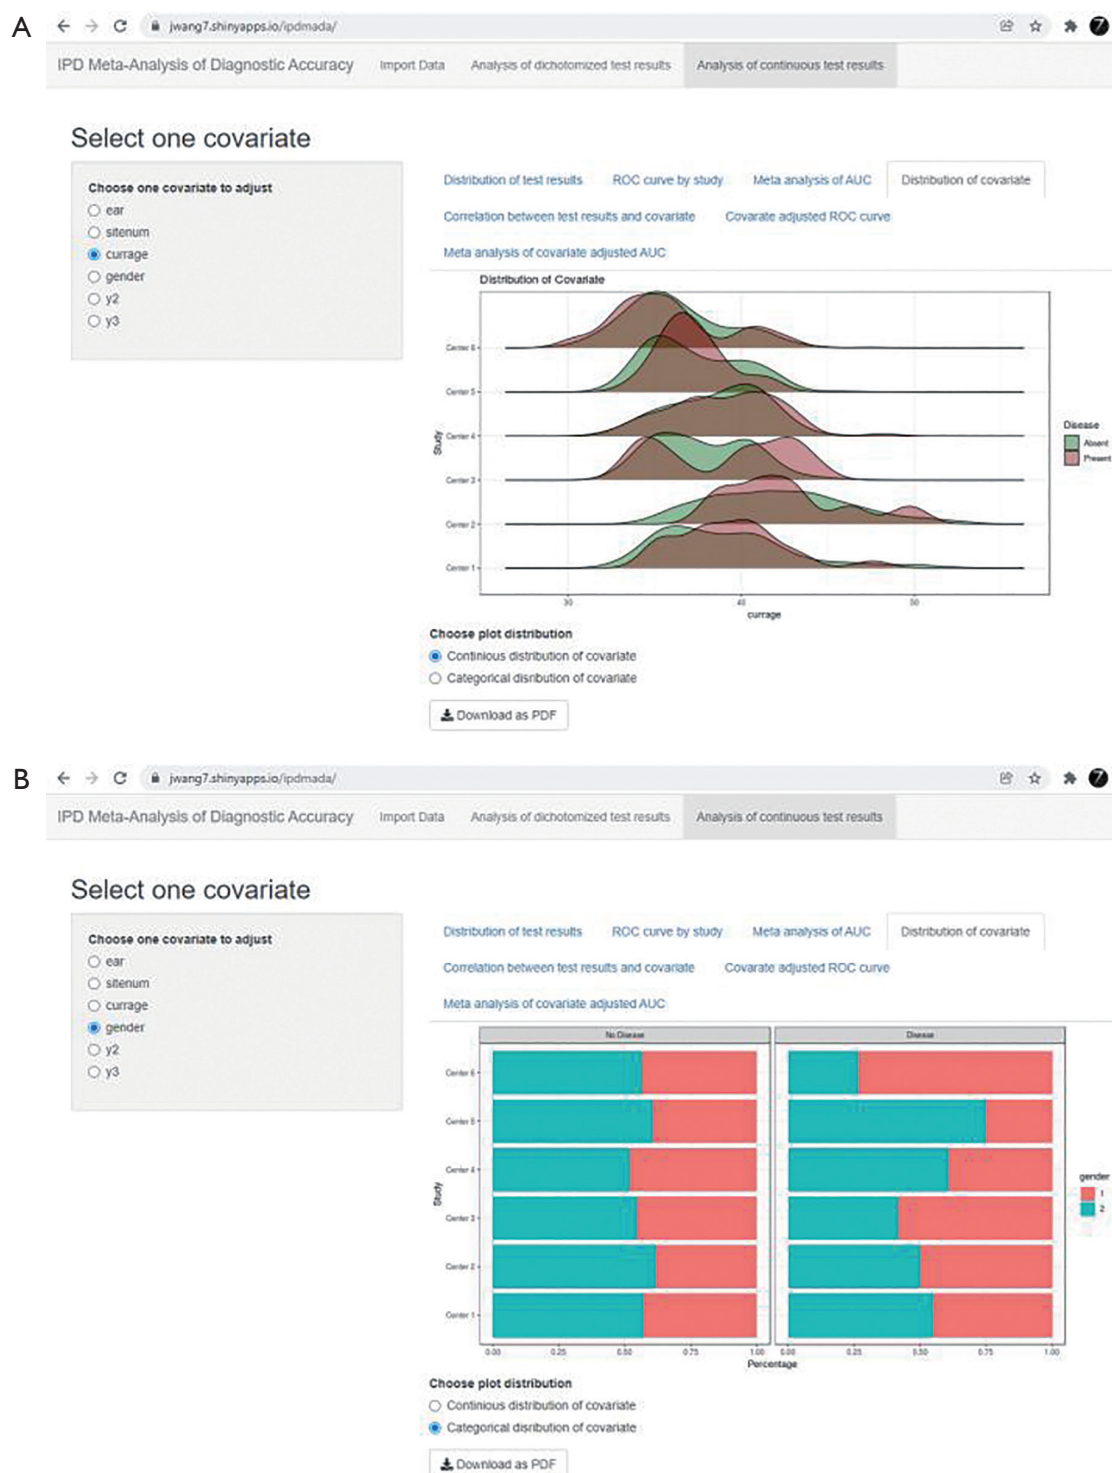 A
jwang7.shinyapps.io/ipdmada/
IPD Meta-Analysis of Diagnostic Accuracy Import Data Analysis of dichotomized test results Analysis of continuous test results
Select one covariate
Choose one covariate to adjust
ear
sitenum
currage
gender
y2
y3
Distribution of test results ROC curve by study Meta analysis of AUC Distribution of covariate
Correlation between test results and covariate Covarate adjusted ROC curve
Meta analysis of covariate adjusted AUC
Distribution of Covariate
Center 6
Center 5
Center 4
Center 3
Center 2
Center 1
Study
30 40 50
currage
Disease
Absent
Present
Choose plot distribution
Continious distribution of covariate
Categorical disribution of covariate
Download as PDF
B
jwang7.shinyapps.io/ipdmada/
IPD Meta-Analysis of Diagnostic Accuracy Import Data Analysis of dichotomized test results Analysis of continuous test results
Select one covariate
Choose one covariate to adjust
ear
sitenum
currage
gender
y2
y3
Distribution of test results ROC curve by study Meta analysis of AUC Distribution of covariate
Correlation between test results and covariate Covarate adjusted ROC curve
Meta analysis of covariate adjusted AUC
No Disease Disease
Center 6
Center 5
Center 4
Center 3
Center 2
Center 1
Study
0.00 0.25 0.50 0.75 1.00 0.00 0.25 0.50 0.75 1.00
Percentage
gender
1
2
Choose plot distribution
Continious distribution of covariate
Categorical disribution of covariate
Download as PDF